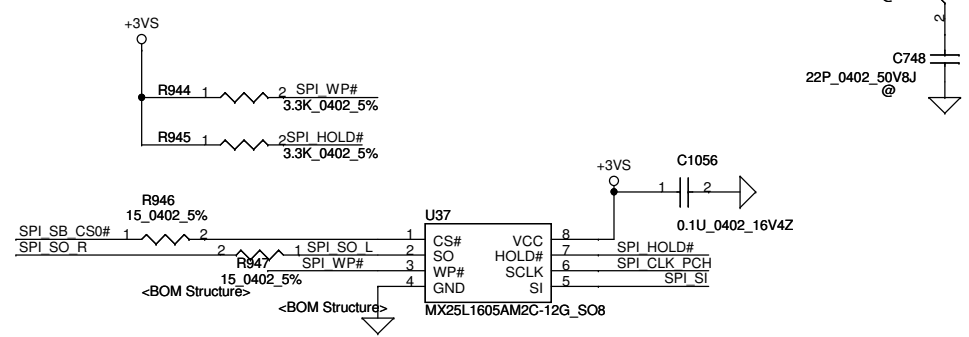 @
2
C748
22P_0402_50V8J
@
+3VS
R944 1 2 SPI_WP#
3.3K_0402_5%
R945 1 2 SPI_HOLD#
3.3K_0402_5%
+3VS
C1056
1 2
0.1U_0402_16V4Z
R946
15_0402_5%
U37
SPI_SB_CS0# 1 2 1 CS# VCC 8
SPI_SO_R 2 1 SPI_SO_L 2 SO HOLD# 7 SPI_HOLD#
R947 SPI_WP# 3 WP# SCLK 6 SPI_CLK_PCH
15_0402_5% 4 GND SI 5 SPI_SI
<BOM Structure>
<BOM Structure>
MX25L1605AM2C-12G_SO8